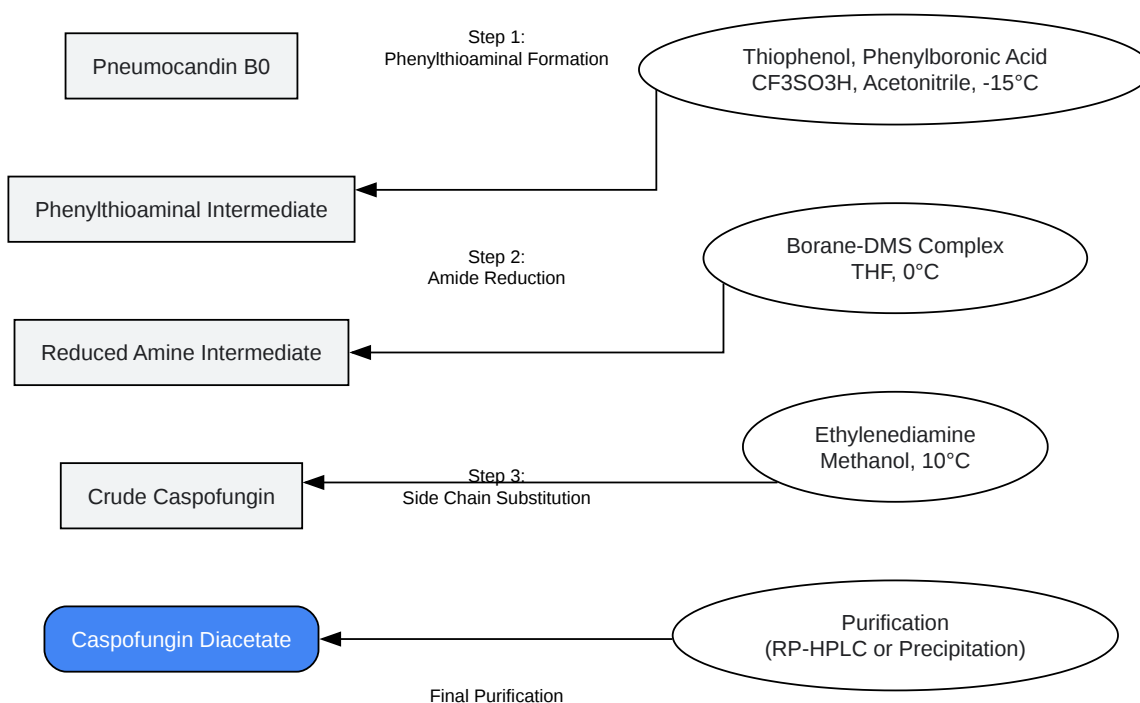 Pneumocandin B0
Step 1:
Phenylthioaminal Formation
Thiophenol, Phenylboronic Acid
CF3SO3H, Acetonitrile, -15°C
Phenylthioaminal Intermediate
Step 2:
Amide Reduction
Borane-DMS Complex
THF, 0°C
Reduced Amine Intermediate
Ethylenediamine
Methanol, 10°C
Crude Caspofungin
Step 3:
Side Chain Substitution
Caspofungin Diacetate
Purification
(RP-HPLC or Precipitation)
Final Purification